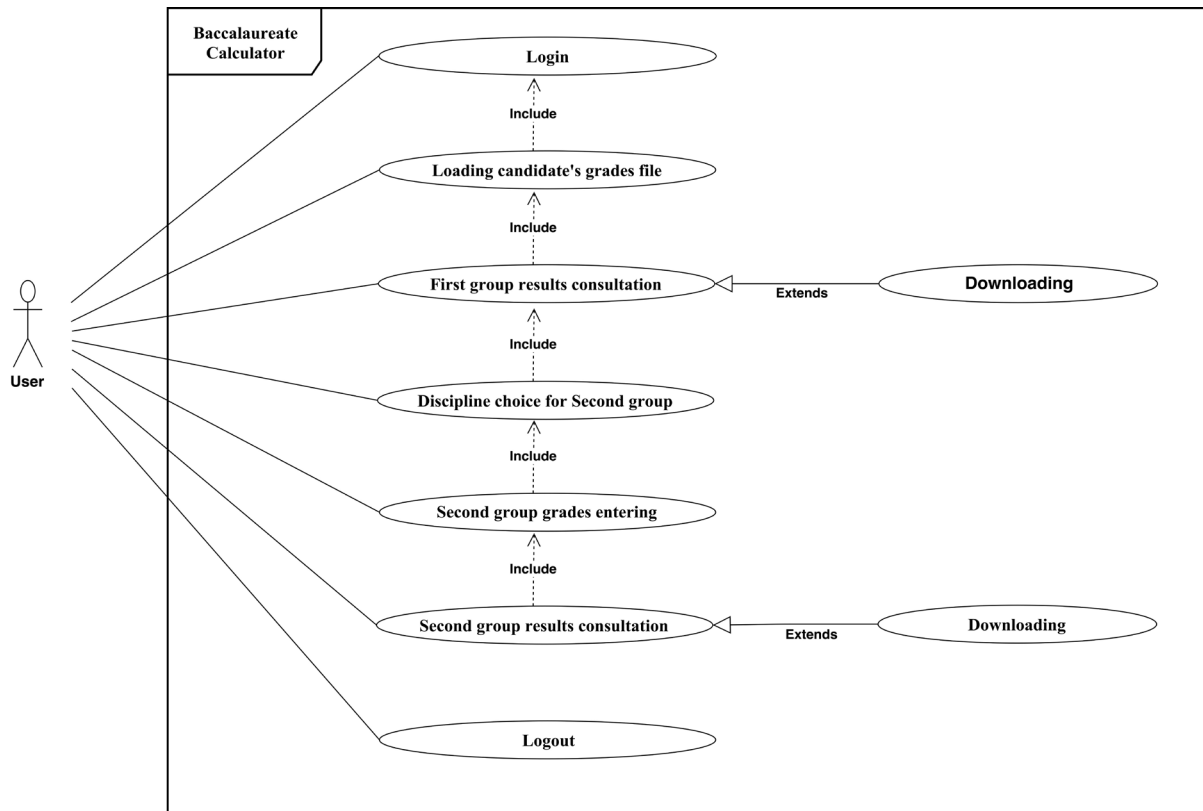 Baccalaureate
Calculator
Login
Include
Loading candidate's grades file
Include
First group results consultation
Extends
Downloading
Include
User
Discipline choice for Second group
Include
Second group grades entering
Include
Second group results consultation
Extends
Downloading
Logout